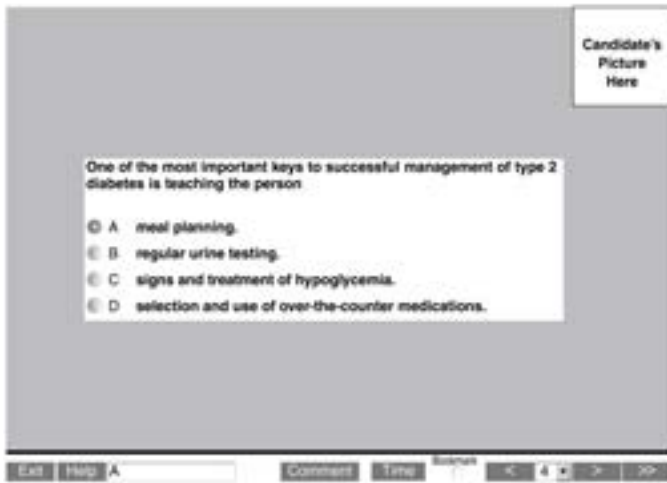 Candidate's
Picture
Here
One of the most important keys to successful management of type 2
diabetes is teaching the person
A meal planning.
B regular urine testing.
C signs and treatment of hypoglycemia.
D selection and use of over-the-counter medications.
Exit Help A Comment Time Bookmark < 4 > >>